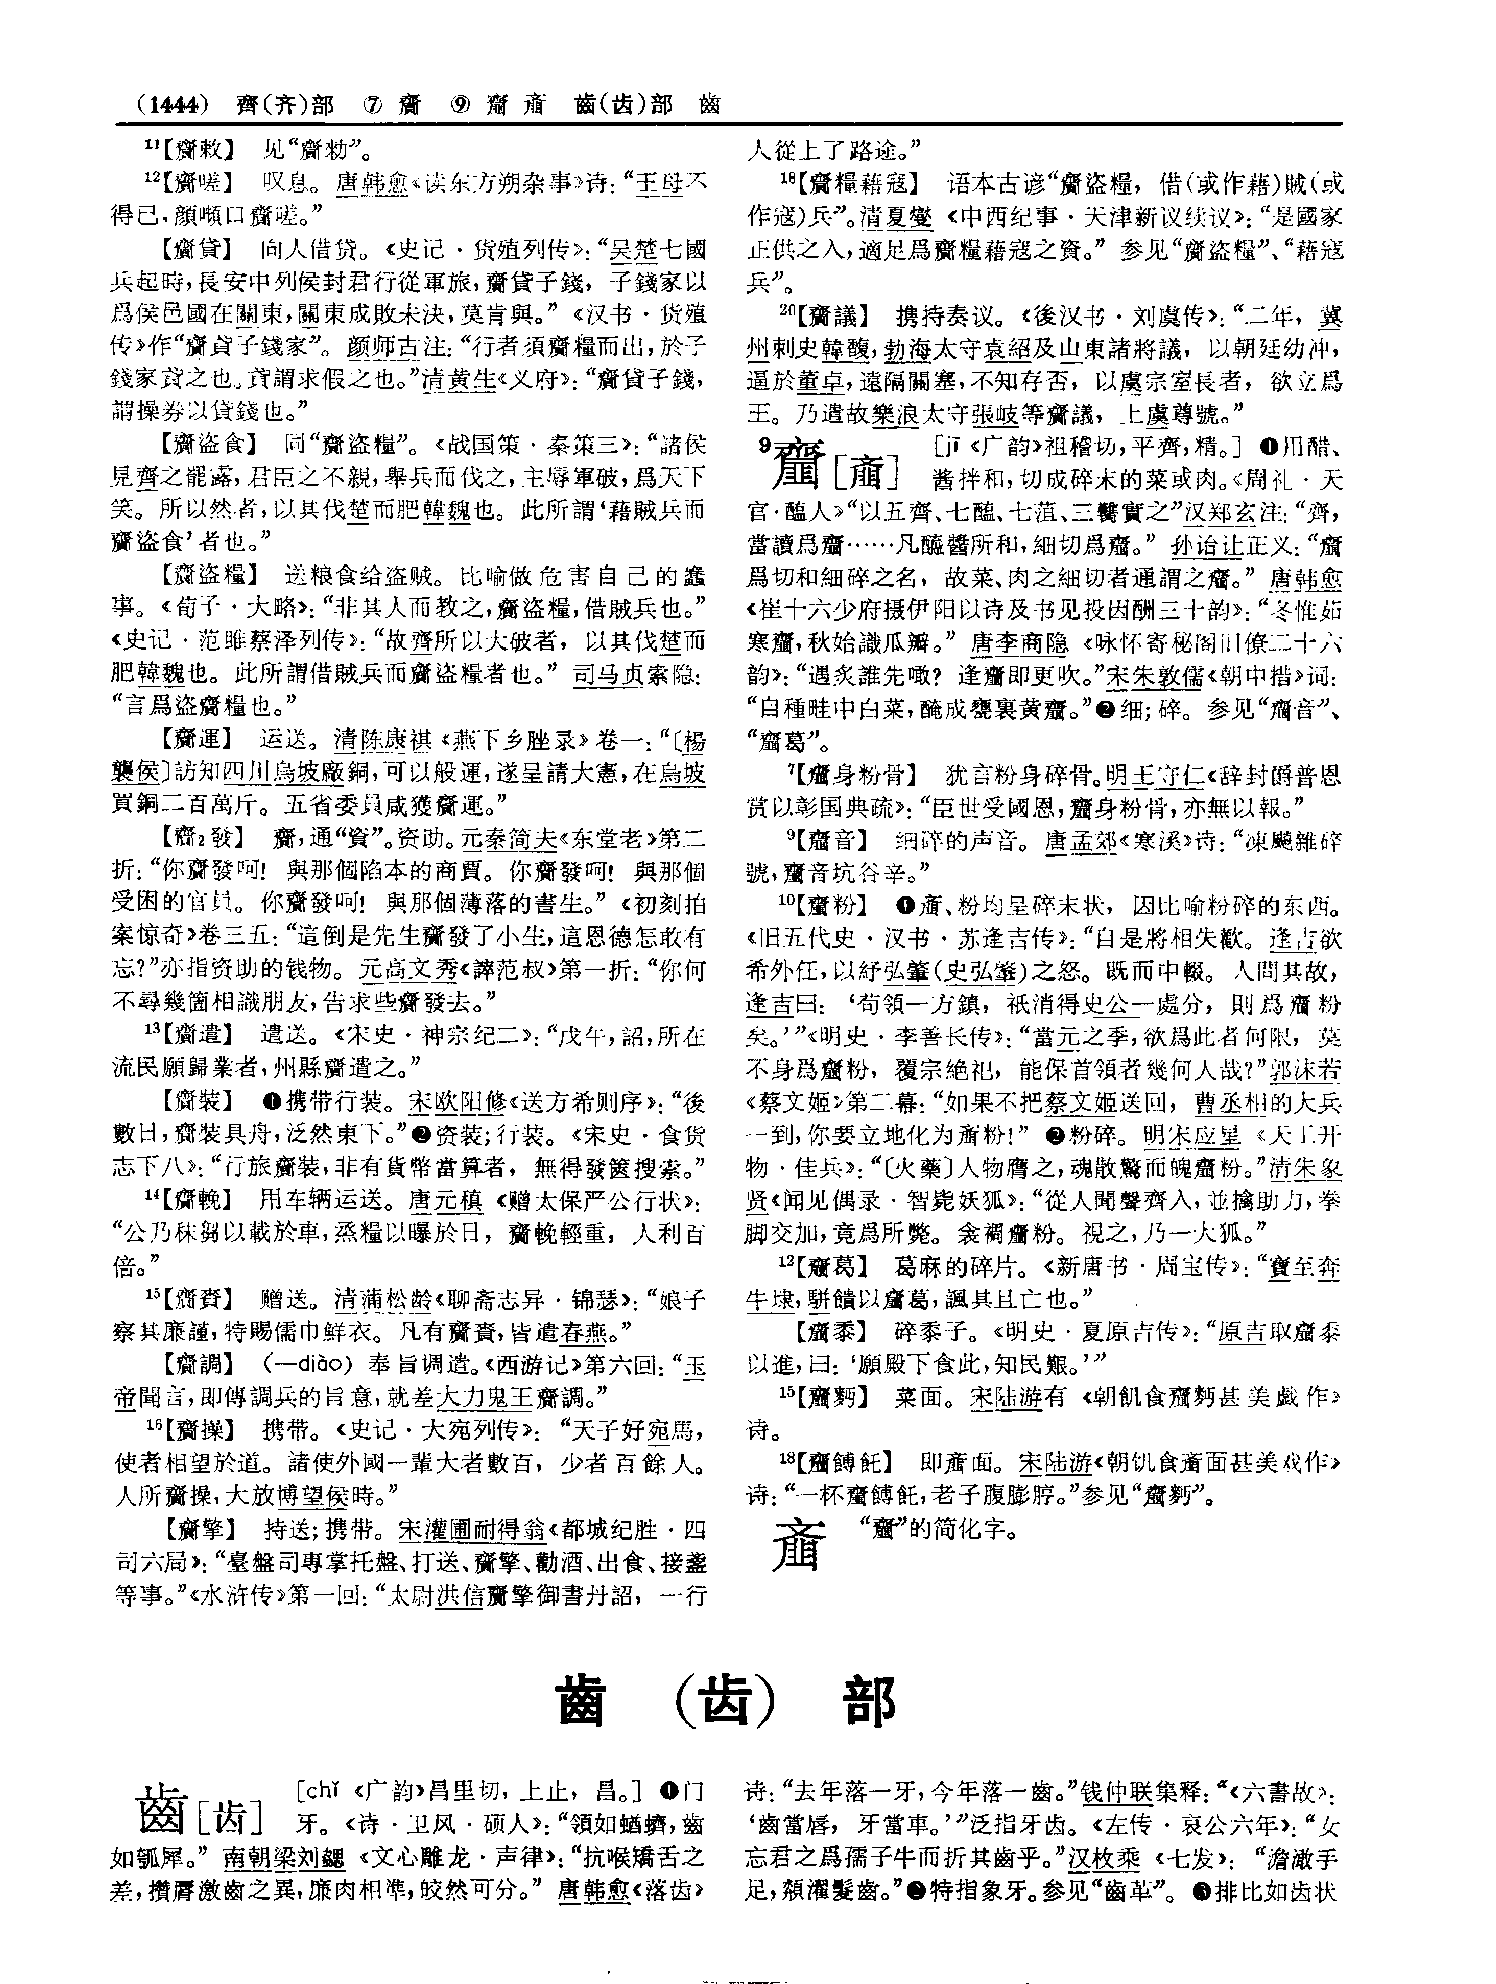 (1444) 齊(齐)部 ⑦ 齎 ⑨ 齏 齑 齒(齿)部 齒
¹¹【齎敕】 见“齎勑”。
¹²【齎嗟】 叹息。唐韩愈《读东方朔杂事》诗：“王母不
得已，顏嚬口齎嗟。”
【齎貸】 向人借贷。《史记·货殖列传》：“吴楚七國
兵起時，長安中列侯封君行從軍旅，齎貸子錢，子錢家以
爲侯邑國在關東，關東成敗未決，莫肯與。”《汉书·货殖
传》作“齎貣子錢家”。颜师古注：“行者須齎糧而出，於子
錢家貣之也。貣謂求假之也。”清黄生《义府》：“齎貸子錢，
謂操券以貸錢也。”
【齎盜食】 同“齎盜糧”。《战国策·秦策三》：“諸侯
見齊之罷露，君臣之不親，舉兵而伐之，主辱軍破，爲天下
笑。所以然者，以其伐楚而肥韓魏也。此所謂‘藉賊兵而
齎盜食’者也。”
【齎盜糧】 送粮食给盗贼。比喻做危害自己的蠢
事。《荀子·大略》：“非其人而教之，齎盜糧，借賊兵也。”
《史记·范雎蔡泽列传》：“故齊所以大破者，以其伐楚而
肥韓魏也。此所謂借賊兵而齎盜糧者也。”司马贞索隐：
“言爲盜齎糧也。”
【齎運】 运送。清陈康祺《燕下乡脞录》卷一：“〔楊
襲侯〕訪知四川烏坡廠銅，可以般運，遂呈請大憲，在烏坡
買銅二百萬斤。五省委員咸獲齎運。”
【齎₂發】 齎，通“資”。资助。元秦简夫《东堂老》第二
折：“你齎發呵！與那個陷本的商賈。你齎發呵！與那個
受困的官員。你齎發呵！與那個薄落的書生。”《初刻拍
案惊奇》卷三五：“這倒是先生齎發了小生，這恩德怎敢有
忘？”亦指资助的钱物。元高文秀《谇范叔》第一折：“你何
不尋幾箇相識朋友，告求些齎發去。”
¹³【齎遣】 遣送。《宋史·神宗纪二》：“戊午，詔，所在
流民願歸業者，州縣齎遣之。”
【齎裝】 ❶携带行装。宋欧阳修《送方希则序》：“後
數日，齎裝具舟，泛然東下。”❷资装；行装。《宋史·食货
志下八》：“行旅齎裝，非有貨幣當算者，無得發篋搜索。”
¹⁴【齎輓】 用车辆运送。唐元稹《赠太保严公行状》：
“公乃秣芻以載於車，蒸糧以曝於日，齎輓輕重，人利百
倍。”
¹⁵【齎賚】 赠送。清蒲松龄《聊斋志异·锦瑟》：“娘子
察其廉謹，特賜儒巾鲜衣。凡有齎賚，皆遣春燕。”
【齎調】 （—diào）奉旨调遣。《西游记》第六回：“玉
帝聞言，即傳調兵的旨意，就差大力鬼王齎調。”
¹⁶【齎操】 携带。《史记·大宛列传》：“天子好宛馬，
使者相望於道。諸使外國一輩大者數百，少者百餘人。
人所齎操，大放博望侯時。”
【齎擎】 持送；携带。宋灌圃耐得翁《都城纪胜·四
司六局》：“臺盤司專掌托盤、打送、齎擎、勸酒、出食、接盞
等事。”《水浒传》第一回：“太尉洪信齎擎御書丹詔，一行
人從上了路途。”
¹⁸【齎糧藉寇】 语本古谚“齎盜糧，借(或作藉)賊(或
作寇)兵”。清夏燮《中西纪事·天津新议续议》：“是國家
正供之入，適足爲齎糧藉寇之資。”参见“齎盜糧”、“藉寇
兵”。
²⁰【齎議】 携持奏议。《後汉书·刘虞传》：“二年，冀
州刺史韓馥，勃海太守袁紹及山東諸將議，以朝廷幼沖，
逼於董卓，遠隔關塞，不知存否，以虞宗室長者，欲立爲
王。乃遣故樂浪太守張岐等齎議，上虞尊號。”
⁹齏[齑] [jī《广韵》祖稽切，平齊，精。] ❶用醋、
酱拌和，切成碎末的菜或肉。《周礼·天
官·醢人》“以五齊、七醢、七菹、三臡實之”汉郑玄注：“齊，
當讀爲齏……凡醯醬所和，細切爲齏。”孙诒让正义：“齏
爲切和細碎之名，故菜、肉之細切者通謂之齏。”唐韩愈
《崔十六少府摄伊阳以诗及书见投因酬三十韵》：“冬惟茹
寒齏，秋始識瓜瓣。”唐李商隐《咏怀寄秘阁旧僚二十六
韵》：“遇炙誰先啖？逢齏即更吹。”宋朱敦儒《朝中措》词：
“自種畦中白菜，醃成甕裏黄齏。”❷细；碎。参见“齏音”、
“齏葛”。
⁷【齏身粉骨】 犹言粉身碎骨。明王守仁《辞封爵普恩
赏以彰国典疏》：“臣世受國恩，齏身粉骨，亦無以報。”
⁹【齏音】 细碎的声音。唐孟郊《寒溪》诗：“凍飈雜碎
號，齏音坑谷辛。”
¹⁰【齏粉】 ❶齑、粉均呈碎末状，因比喻粉碎的东西。
《旧五代史·汉书·苏逢吉传》：“自是將相失歡。逢吉欲
希外任，以紓弘肇(史弘肇)之怒。既而中輟。人問其故，
逢吉曰：‘苟領一方鎮，祇消得史公一處分，則爲齏粉
矣。’”《明史·李善长传》：“當元之季，欲爲此者何限，莫
不身爲齏粉，覆宗絶祀，能保首領者幾何人哉？”郭沫若
《蔡文姬》第二幕：“如果不把蔡文姬送回，曹丞相的大兵
一到，你要立地化为齑粉！”❷粉碎。明宋应星《天工开
物·佳兵》：“〔火藥〕人物膺之，魂散驚而魄齏粉。”清朱象
贤《闻见偶录·智毙妖狐》：“從人聞聲齊入，並擒助力，拳
脚交加，竟爲所斃。衾裯齏粉。視之，乃一大狐。”
¹²【齏葛】 葛麻的碎片。《新唐书·周宝传》：“寶至奔
牛埭，駢饋以齏葛，諷其且亡也。”
【齏黍】 碎黍子。《明史·夏原吉传》：“原吉取齏黍
以進，曰：‘願殿下食此，知民艱。’”
¹⁵【齏麪】 菜面。宋陆游有《朝飢食齏麪甚美戯作》
诗。
¹⁸【齏餺飥】 即齑面。宋陆游《朝饥食齑面甚美戏作》
诗：“一杯齏餺飥，老子腹膨脝。”参见“齏麪”。
齑 “齏”的简化字。
齒 （齿） 部
齒[齿] [chǐ《广韵》昌里切，上止，昌。] ❶门
牙。《诗·卫风·硕人》：“領如蝤蠐，齒
如瓠犀。”南朝梁刘勰《文心雕龙·声律》：“抗喉矯舌之
差，攢脣激齒之異，廉肉相準，皎然可分。”唐韩愈《落齿》
诗：“去年落一牙，今年落一齒。”钱仲联集释：“《六書故》：
‘齒當唇，牙當車。’”泛指牙齿。《左传·哀公六年》：“女
忘君之爲孺子牛而折其齒乎。”汉枚乘《七发》：“澹澉手
足，頮濯髮齒。”❷特指象牙。参见“齒革”。❸排比如齿状